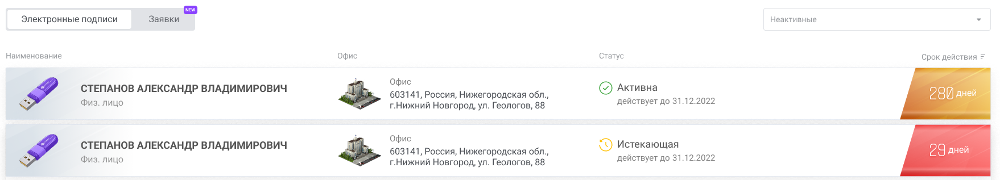 Электронные подписи
Заявки
NEW
Неактивные
Наименование
Офис
Статус
Срок действия
СТЕПАНОВ АЛЕКСАНДР ВЛАДИМИРОВИЧ
Физ. лицо
Офис
603141, Россия, Нижегородская обл.,
г.Нижний Новгород, ул. Геологов, 88
Активна
действует до 31.12.2022
280 дней
СТЕПАНОВ АЛЕКСАНДР ВЛАДИМИРОВИЧ
Физ. лицо
Офис
603141, Россия, Нижегородская обл.,
г.Нижний Новгород, ул. Геологов, 88
Истекающая
действует до 31.12.2022
29 дней